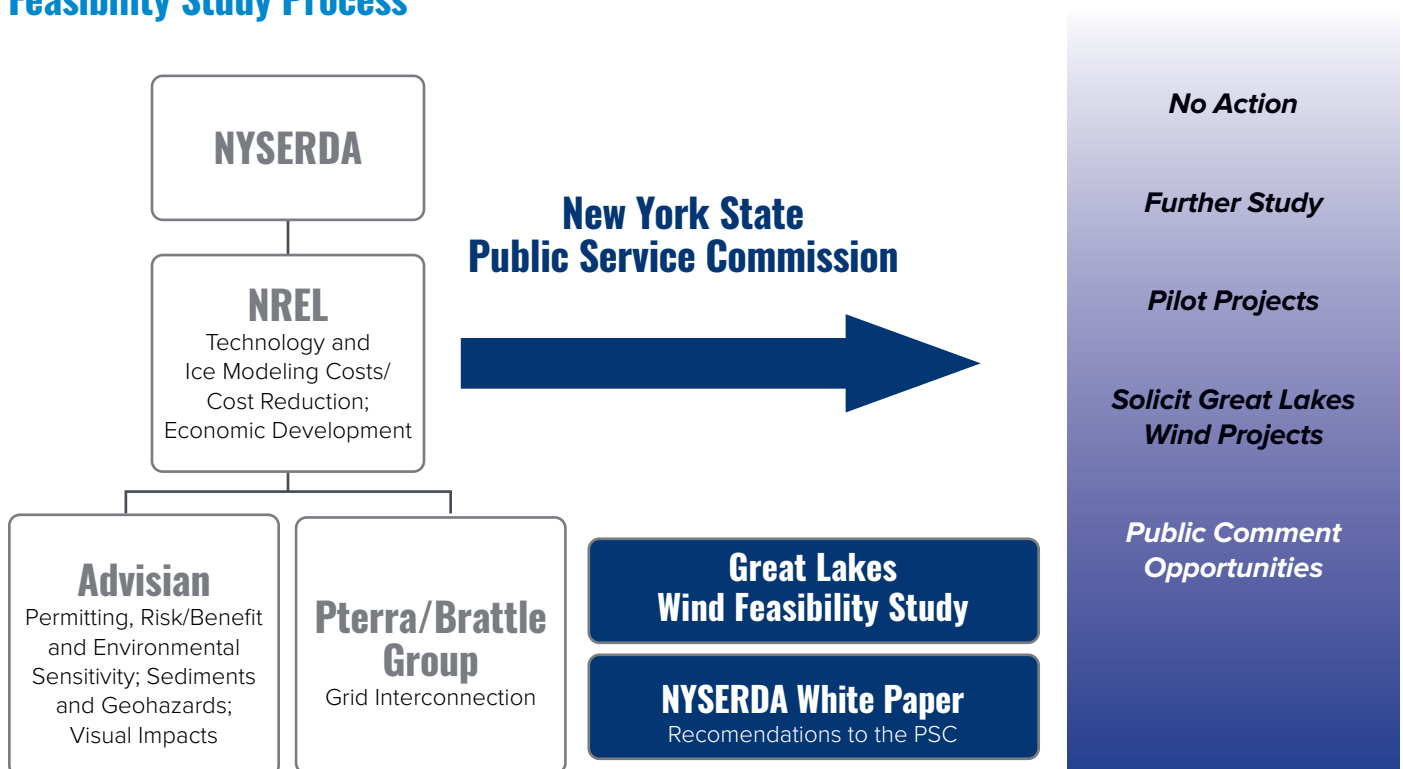 Feasibility Study Process
NYSERDA
NREL
Technology and
Ice Modeling Costs/
Cost Reduction;
Economic Development
Advisian
Permitting, Risk/Benefit
and Environmental
Sensitivity; Sediments
and Geohazards;
Visual Impacts
Pterra/Brattle
Group
Grid Interconnection
New York State
Public Service Commission
Great Lakes
Wind Feasibility Study
NYSERDA White Paper
Recomendations to the PSC
No Action
Further Study
Pilot Projects
Solicit Great Lakes
Wind Projects
Public Comment
Opportunities